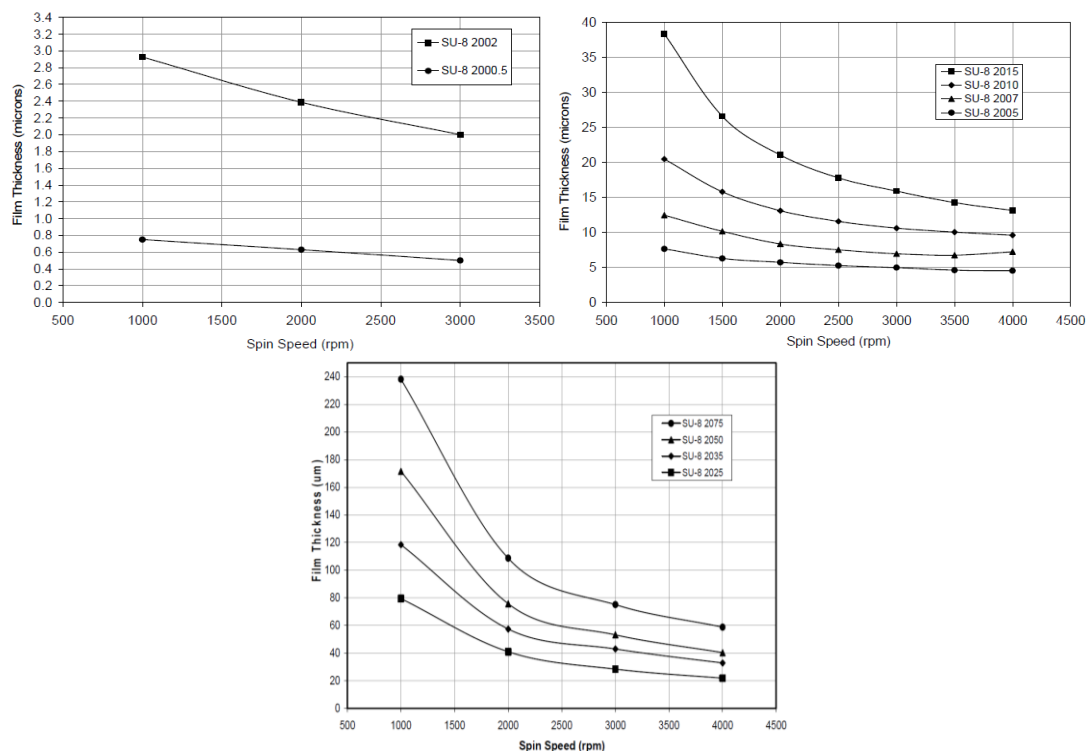 3.4
3.2
3.0
2.8
2.6
2.4
2.2
2.0
1.8
1.6
1.4
1.2
1.0
0.8
0.6
0.4
0.2
0.0
Film Thickness (microns)
SU-8 2002
SU-8 2000.5
500 1000 1500 2000 2500 3000 3500
Spin Speed (rpm)
40
35
30
25
20
15
10
5
0
Film Thickness (microns)
SU-8 2015
SU-8 2010
SU-8 2007
SU-8 2005
500 1000 1500 2000 2500 3000 3500 4000 4500
Spin Speed (rpm)
240
220
200
180
160
140
120
100
80
60
40
20
0
Film Thickness (um)
SU-8 2075
SU-8 2050
SU-8 2035
SU-8 2025
500 1000 1500 2000 2500 3000 3500 4000 4500
Spin Speed (rpm)